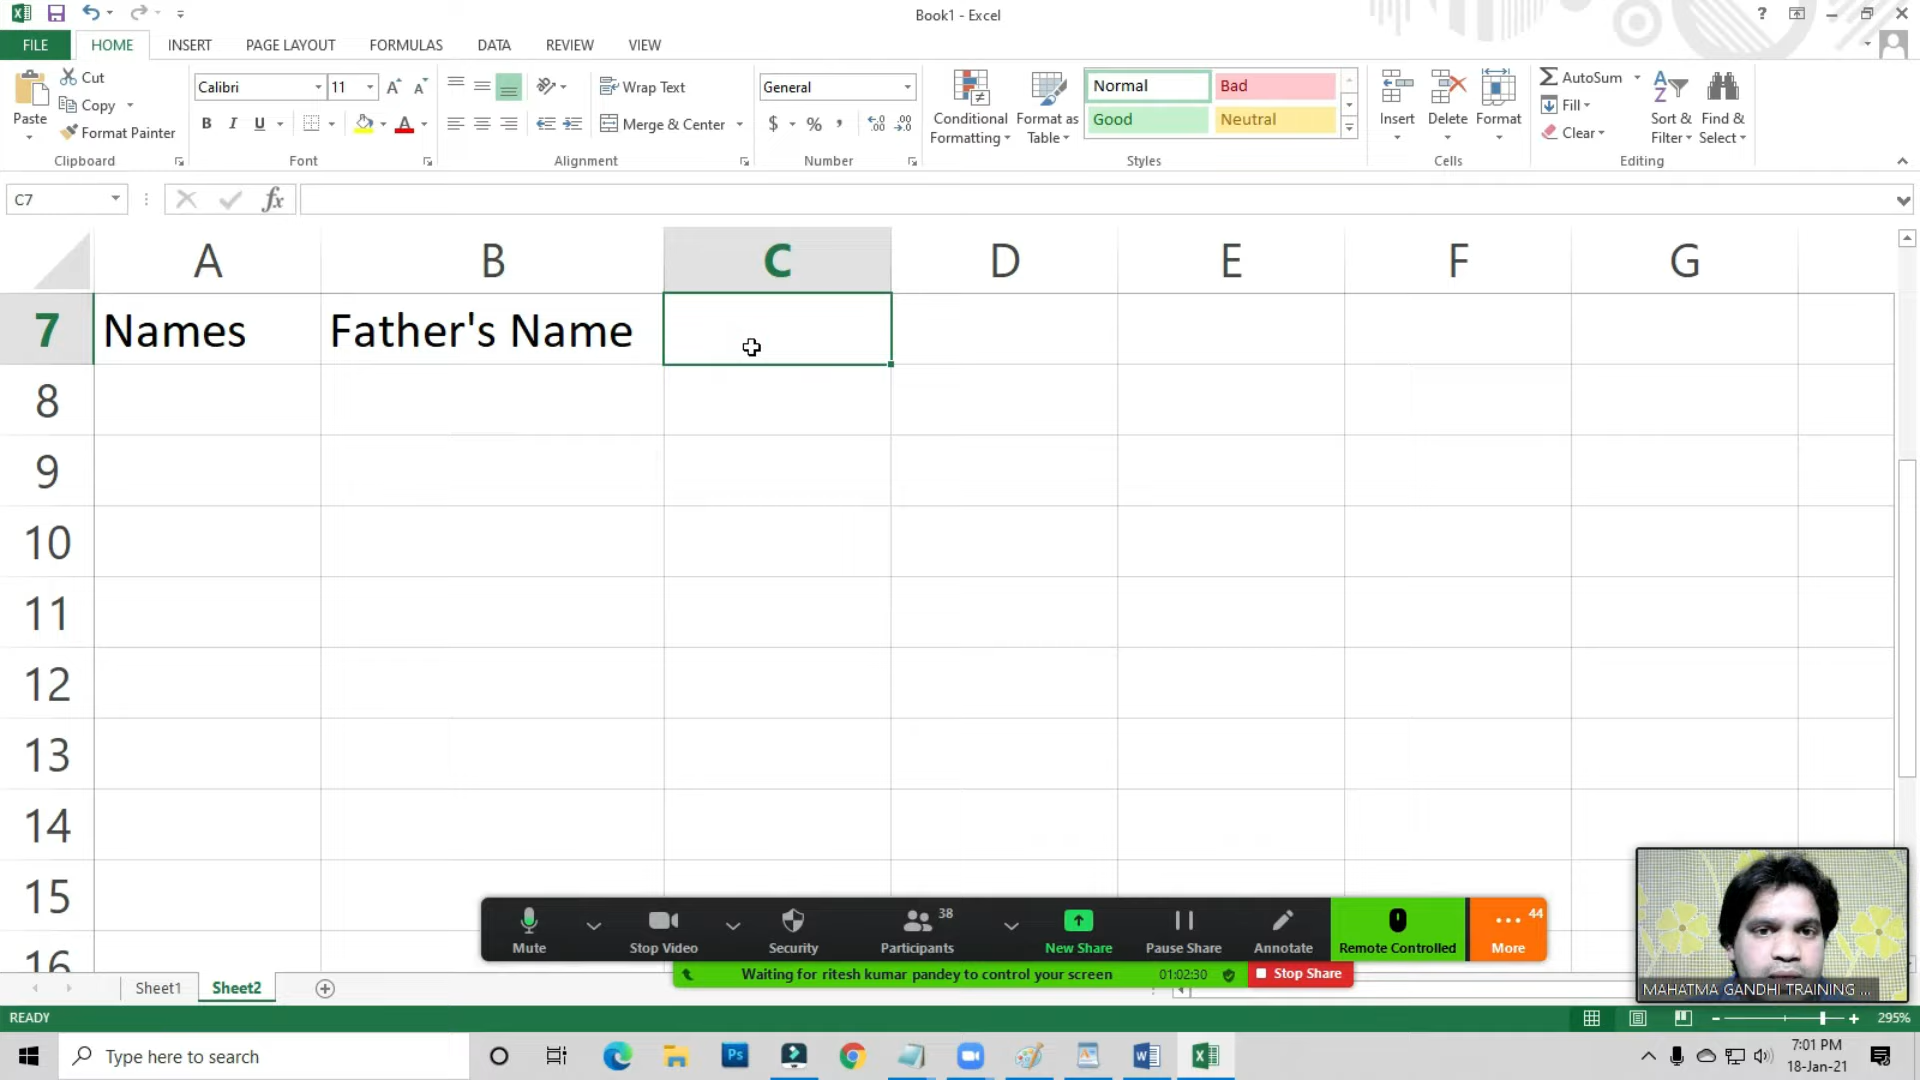 Book1 - Excel
?
FILE HOME INSERT PAGE LAYOUT FORMULAS DATA REVIEW VIEW
Paste
Cut
Copy
Format Painter
Clipboard
Calibri 11
B I U
Font
Wrap Text
Merge & Center
Alignment
General
$ % ,
Number
Conditional Formatting
Format as Table
Normal Bad
Good Neutral
Styles
Insert Delete Format
Cells
AutoSum
Fill
Clear
Sort & Filter
Find & Select
Editing
C7 fx
A B C D E F G
7 Names Father's Name
8
9
10
11
12
13
14
15
16
Mute Stop Video Security Participants 38 New Share Pause Share Annotate Remote Controlled More 44
Waiting for ritesh kumar pandey to control your screen 01:02:30 Stop Share
MAHATMA GANDHI TRAINING ...
Sheet1 Sheet2
READY 295%
Type here to search
Ps
7:01 PM
18-Jan-21